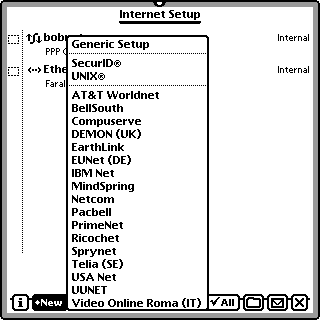 Internet Setup
Internal
PPP
Generic Setup
SecurID®
UNIX®
Internal
Faral
AT&T Worldnet
BellSouth
Compuserve
DEMON (UK)
EarthLink
EUNet (DE)
IBM Net
MindSpring
Netcom
Pacbell
PrimeNet
Ricochet
Sprynet
Telia (SE)
USA Net
UUNET
Video Online Roma (IT)
i
New
✓All